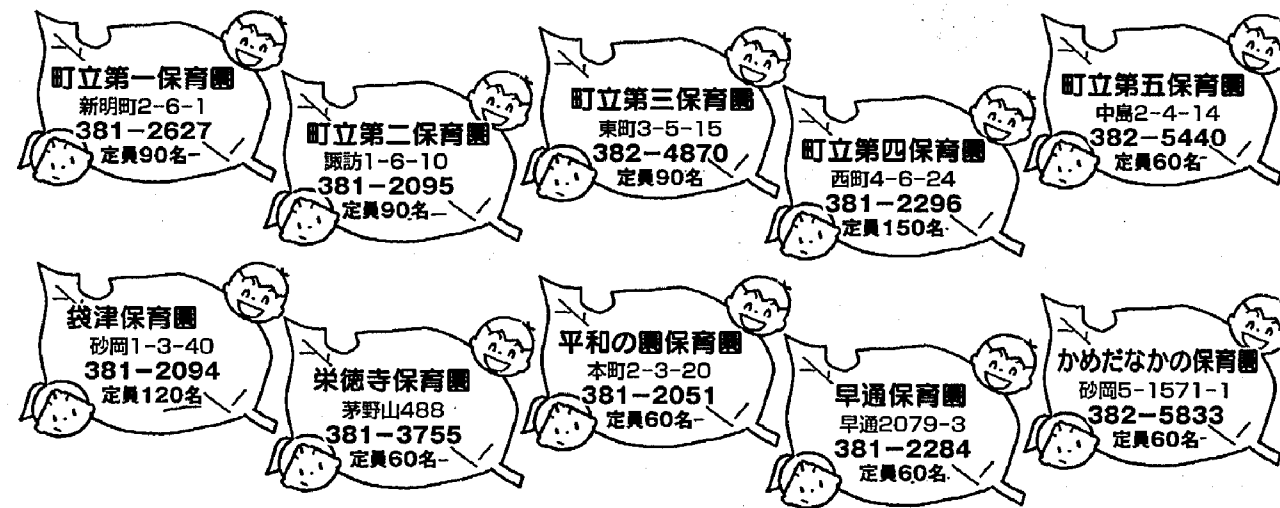 町立第一保育園
新明町2-6-1
381-2627
定員90名
町立第二保育園
諏訪1-6-10
381-2095
定員90名
町立第三保育園
東町3-5-15
382-4870
定員90名
町立第四保育園
西町4-6-24
381-2296
定員150名
町立第五保育園
中島2-4-14
382-5440
定員60名
袋津保育園
砂岡1-3-40
381-2094
定員120名
栄徳寺保育園
茅野山488
381-3755
定員60名
平和の園保育園
本町2-3-20
381-2051
定員60名
早通保育園
早通2079-3
381-2284
定員60名
かめだなかの保育園
砂岡5-1571-1
382-5833
定員60名